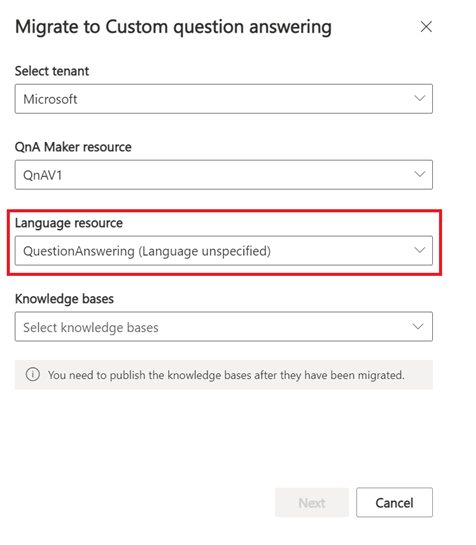 Migrate to Custom question answering
Select tenant
Microsoft
QnA Maker resource
QnAV1
Language resource
QuestionAnswering (Language unspecified)
Knowledge bases
Select knowledge bases
You need to publish the knowledge bases after they have been migrated.
Next
Cancel